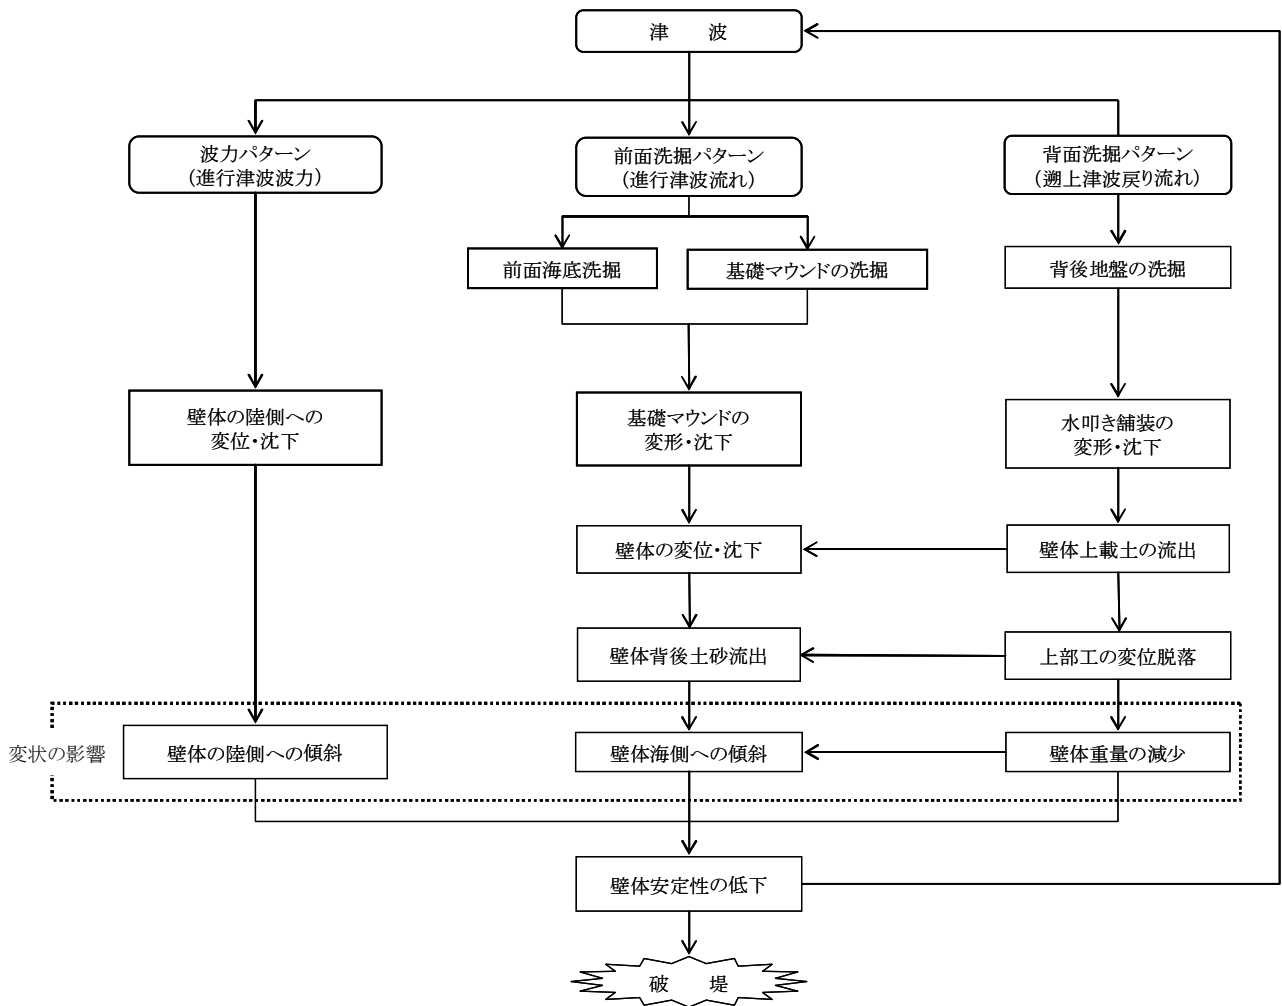 津　　波
波力パターン
（進行津波波力）
前面洗掘パターン
（進行津波流れ）
背面洗掘パターン
（遡上津波戻り流れ）
前面海底洗掘
基礎マウンドの洗掘
背後地盤の洗掘
壁体の陸側への
変位・沈下
基礎マウンドの
変形・沈下
水叩き舗装の
変形・沈下
壁体の変位・沈下
壁体上載土の流出
壁体背後土砂流出
上部工の変位脱落
変状の影響
壁体の陸側への傾斜
壁体海側への傾斜
壁体重量の減少
壁体安定性の低下
破　　堤